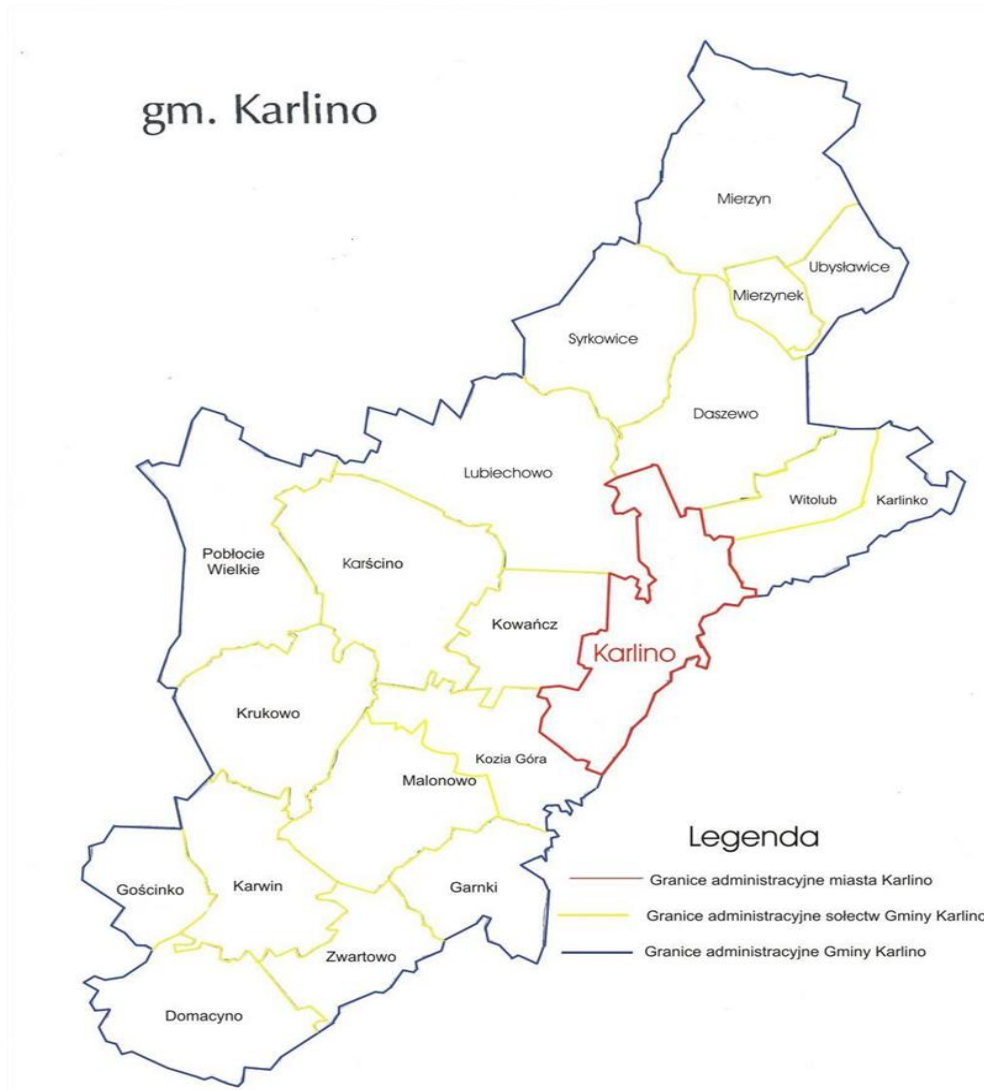 gm. Karlino
Mierzyn
Ubysławice
Mierzynek
Syrkowice
Daszewo
Lubiechowo
Witolub
Karlinko
Pobłocie
Wielkie
Karścino
Kowańcz
Karlino
Krukowo
Kozia Góra
Malonowo
Gościnko
Karwin
Garnki
Zwartowo
Domacyno
Legenda
Granice administracyjne miasta Karlino
Granice administracyjne sołectw Gminy Karlino
Granice administracyjne Gminy Karlino